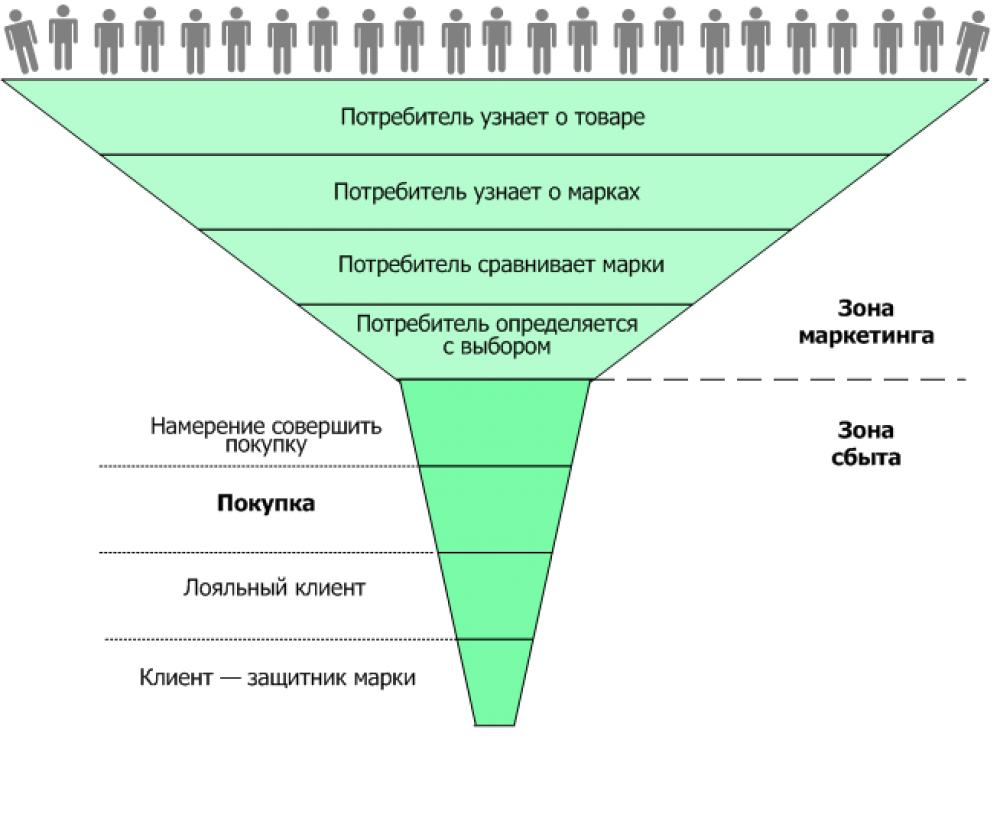 Потребитель узнает о товаре
Потребитель узнает о марках
Потребитель сравнивает марки
Потребитель определяется
с выбором
Зона
маркетинга
Намерение совершить
покупку
Зона
сбыта
Покупка
Лояльный клиент
Клиент — защитник марки